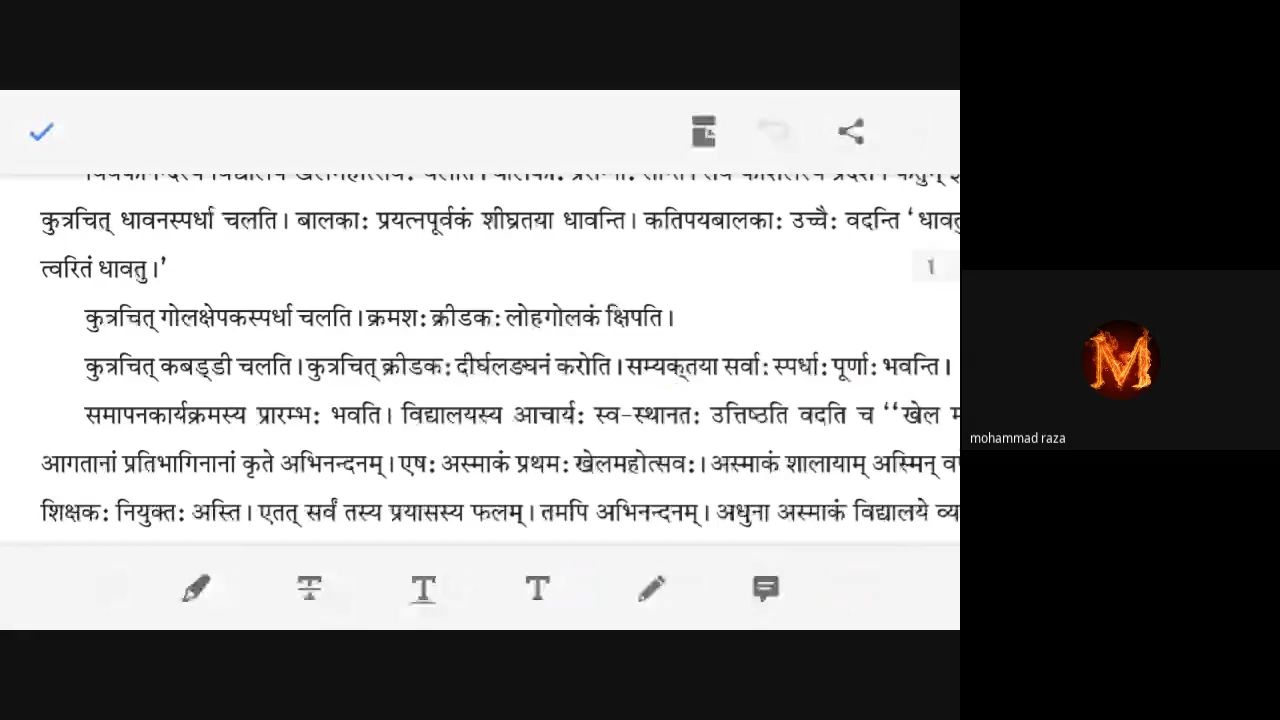 कुत्रचित् धावनस्पर्धा चलति। बालकाः प्रयत्नपूर्वकं शीघ्रतया धावन्ति। कतिपयबालकाः उच्चैः वदन्ति ‘धावतु
त्वरितं धावतु।’
१
कुत्रचित् गोलक्षेपकस्पर्धा चलति। क्रमशः क्रीडकः लोहगोलकं क्षिपति।
कुत्रचित् कबड्डी चलति। कुत्रचित् क्रीडकः दीर्घलङघनं करोति। सम्यक्तया सर्वाः स्पर्धाः पूर्णाः भवन्ति।
समापनकार्यक्रमस्य प्रारम्भः भवति। विद्यालयस्य आचार्यः स्व-स्थानतः उत्तिष्ठति वदति च “खेल
आगतानां प्रतिभागिनानां कृते अभिनन्दनम्। एषः अस्माकं प्रथमः खेलमहोत्सवः। अस्माकं शालायाम् अस्मिन्
शिक्षकः नियुक्तः अस्ति। एतत् सर्वं तस्य प्रयासस्य फलम्। तमपि अभिनन्दनम्। अधुना अस्माकं विद्यालये
M
mohammad raza